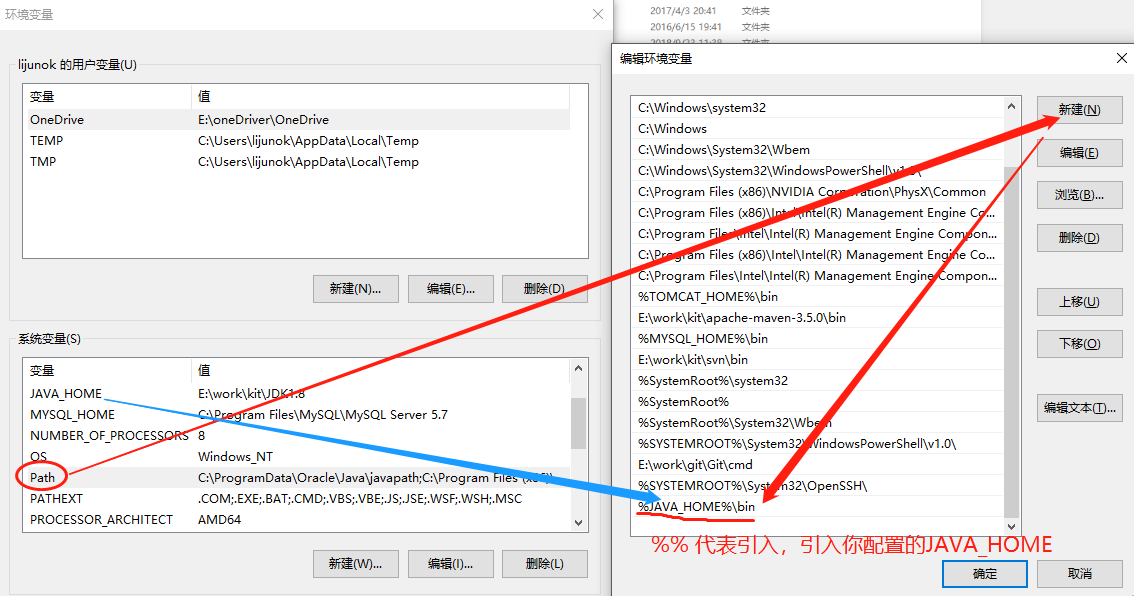 环境变量
lijunok 的用户变量(U)
变量 值
OneDrive E:\oneDriver\OneDrive
TEMP C:\Users\lijunok\AppData\Local\Temp
TMP C:\Users\lijunok\AppData\Local\Temp
新建(N)... 编辑(E)... 删除(D)
系统变量(S)
变量 值
JAVA_HOME E:\work\kit\JDK1.8
MYSQL_HOME C:\Program Files\MySQL\MySQL Server 5.7
NUMBER_OF_PROCESSORS 8
OS Windows_NT
Path C:\ProgramData\Oracle\Java\javapath;C:\Program Files (x86)\
PATHEXT .COM;.EXE;.BAT;.CMD;.VBS;.VBE;.JS;.JSE;.WSF;.WSH;.MSC
PROCESSOR_ARCHITECT AMD64
新建(W)... 编辑(I)... 删除(L)
2017/4/3 20:41 文件夹
2016/6/15 19:41 文件夹
编辑环境变量
C:\Windows\system32
C:\Windows
C:\Windows\System32\Wbem
C:\Windows\System32\WindowsPowerShell\v1.0\
C:\Program Files (x86)\NVIDIA Corporation\PhysX\Common
C:\Program Files (x86)\Intel\Intel(R) Management Engine Co...
C:\Program Files\Intel\Intel(R) Management Engine Compon...
C:\Program Files (x86)\Intel\Intel(R) Management Engine Co...
C:\Program Files\Intel\Intel(R) Management Engine Compon...
%TOMCAT_HOME%\bin
E:\work\kit\apache-maven-3.5.0\bin
%MYSQL_HOME%\bin
E:\work\kit\svn\bin
%SystemRoot%\system32
%SystemRoot%
%SystemRoot%\System32\Wbem
%SYSTEMROOT%\System32\WindowsPowerShell\v1.0\
E:\work\git\Git\cmd
%SYSTEMROOT%\System32\OpenSSH\
%JAVA_HOME%\bin
新建(N)
编辑(E)
浏览(B)...
删除(D)
上移(U)
下移(O)
编辑文本(T)...
%% 代表引入，引入你配置的JAVA_HOME
确定 取消